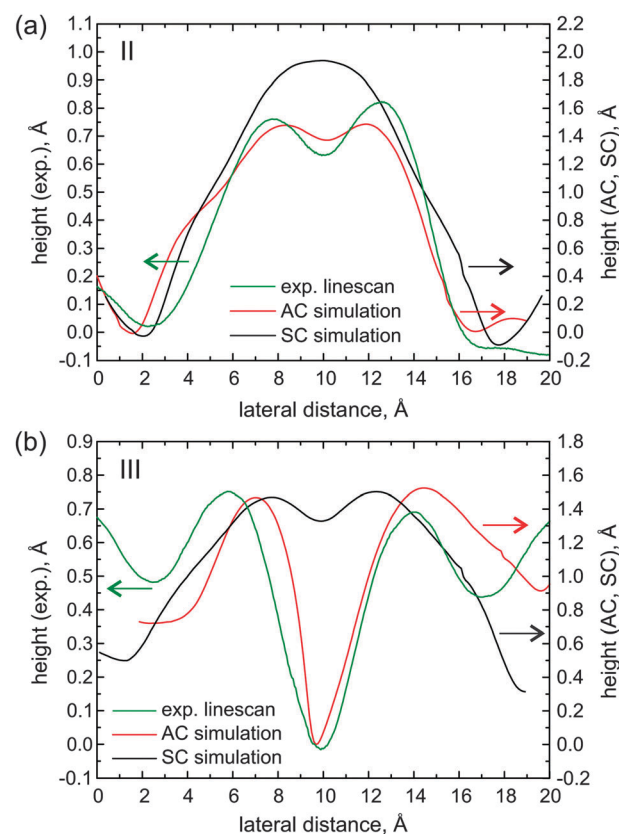 (a)
II
1.1
1.0
0.9
0.8
0.7
0.6
0.5
0.4
0.3
0.2
0.1
0.0
-0.1
height (exp.), Å
2.2
2.0
1.8
1.6
1.4
1.2
1.0
0.8
0.6
0.4
0.2
0.0
-0.2
height (AC, SC), Å
exp. linescan
AC simulation
SC simulation
0 2 4 6 8 10 12 14 16 18 20
lateral distance, Å
(b)
III
0.9
0.8
0.7
0.6
0.5
0.4
0.3
0.2
0.1
0.0
-0.1
height (exp.), Å
1.8
1.6
1.4
1.2
1.0
0.8
0.6
0.4
0.2
0.0
-0.2
height (AC, SC), Å
exp. linescan
AC simulation
SC simulation
0 2 4 6 8 10 12 14 16 18 20
lateral distance, Å